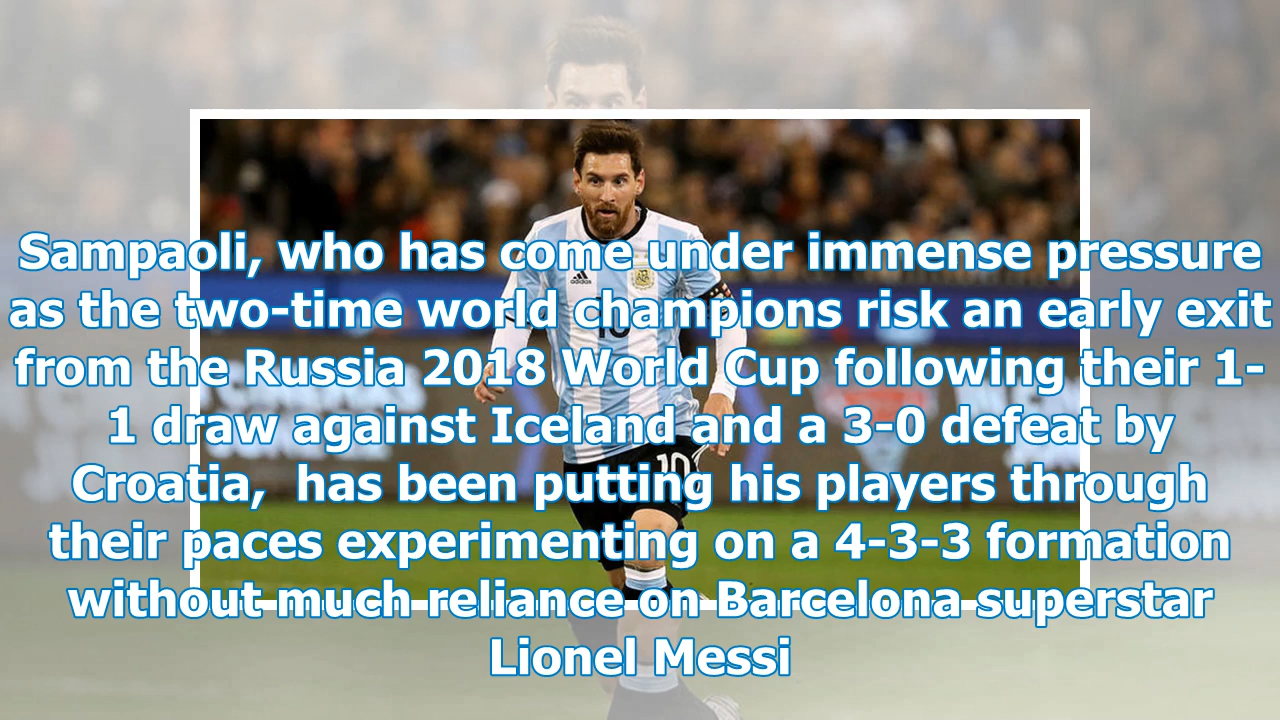 Sampaoli, who has come under immense pressure
as the two-time world champions risk an early exit
from the Russia 2018 World Cup following their 1-
1 draw against Iceland and a 3-0 defeat by
Croatia,  has been putting his players through
their paces experimenting on a 4-3-3 formation
without much reliance on Barcelona superstar
Lionel Messi
adidas
10
10